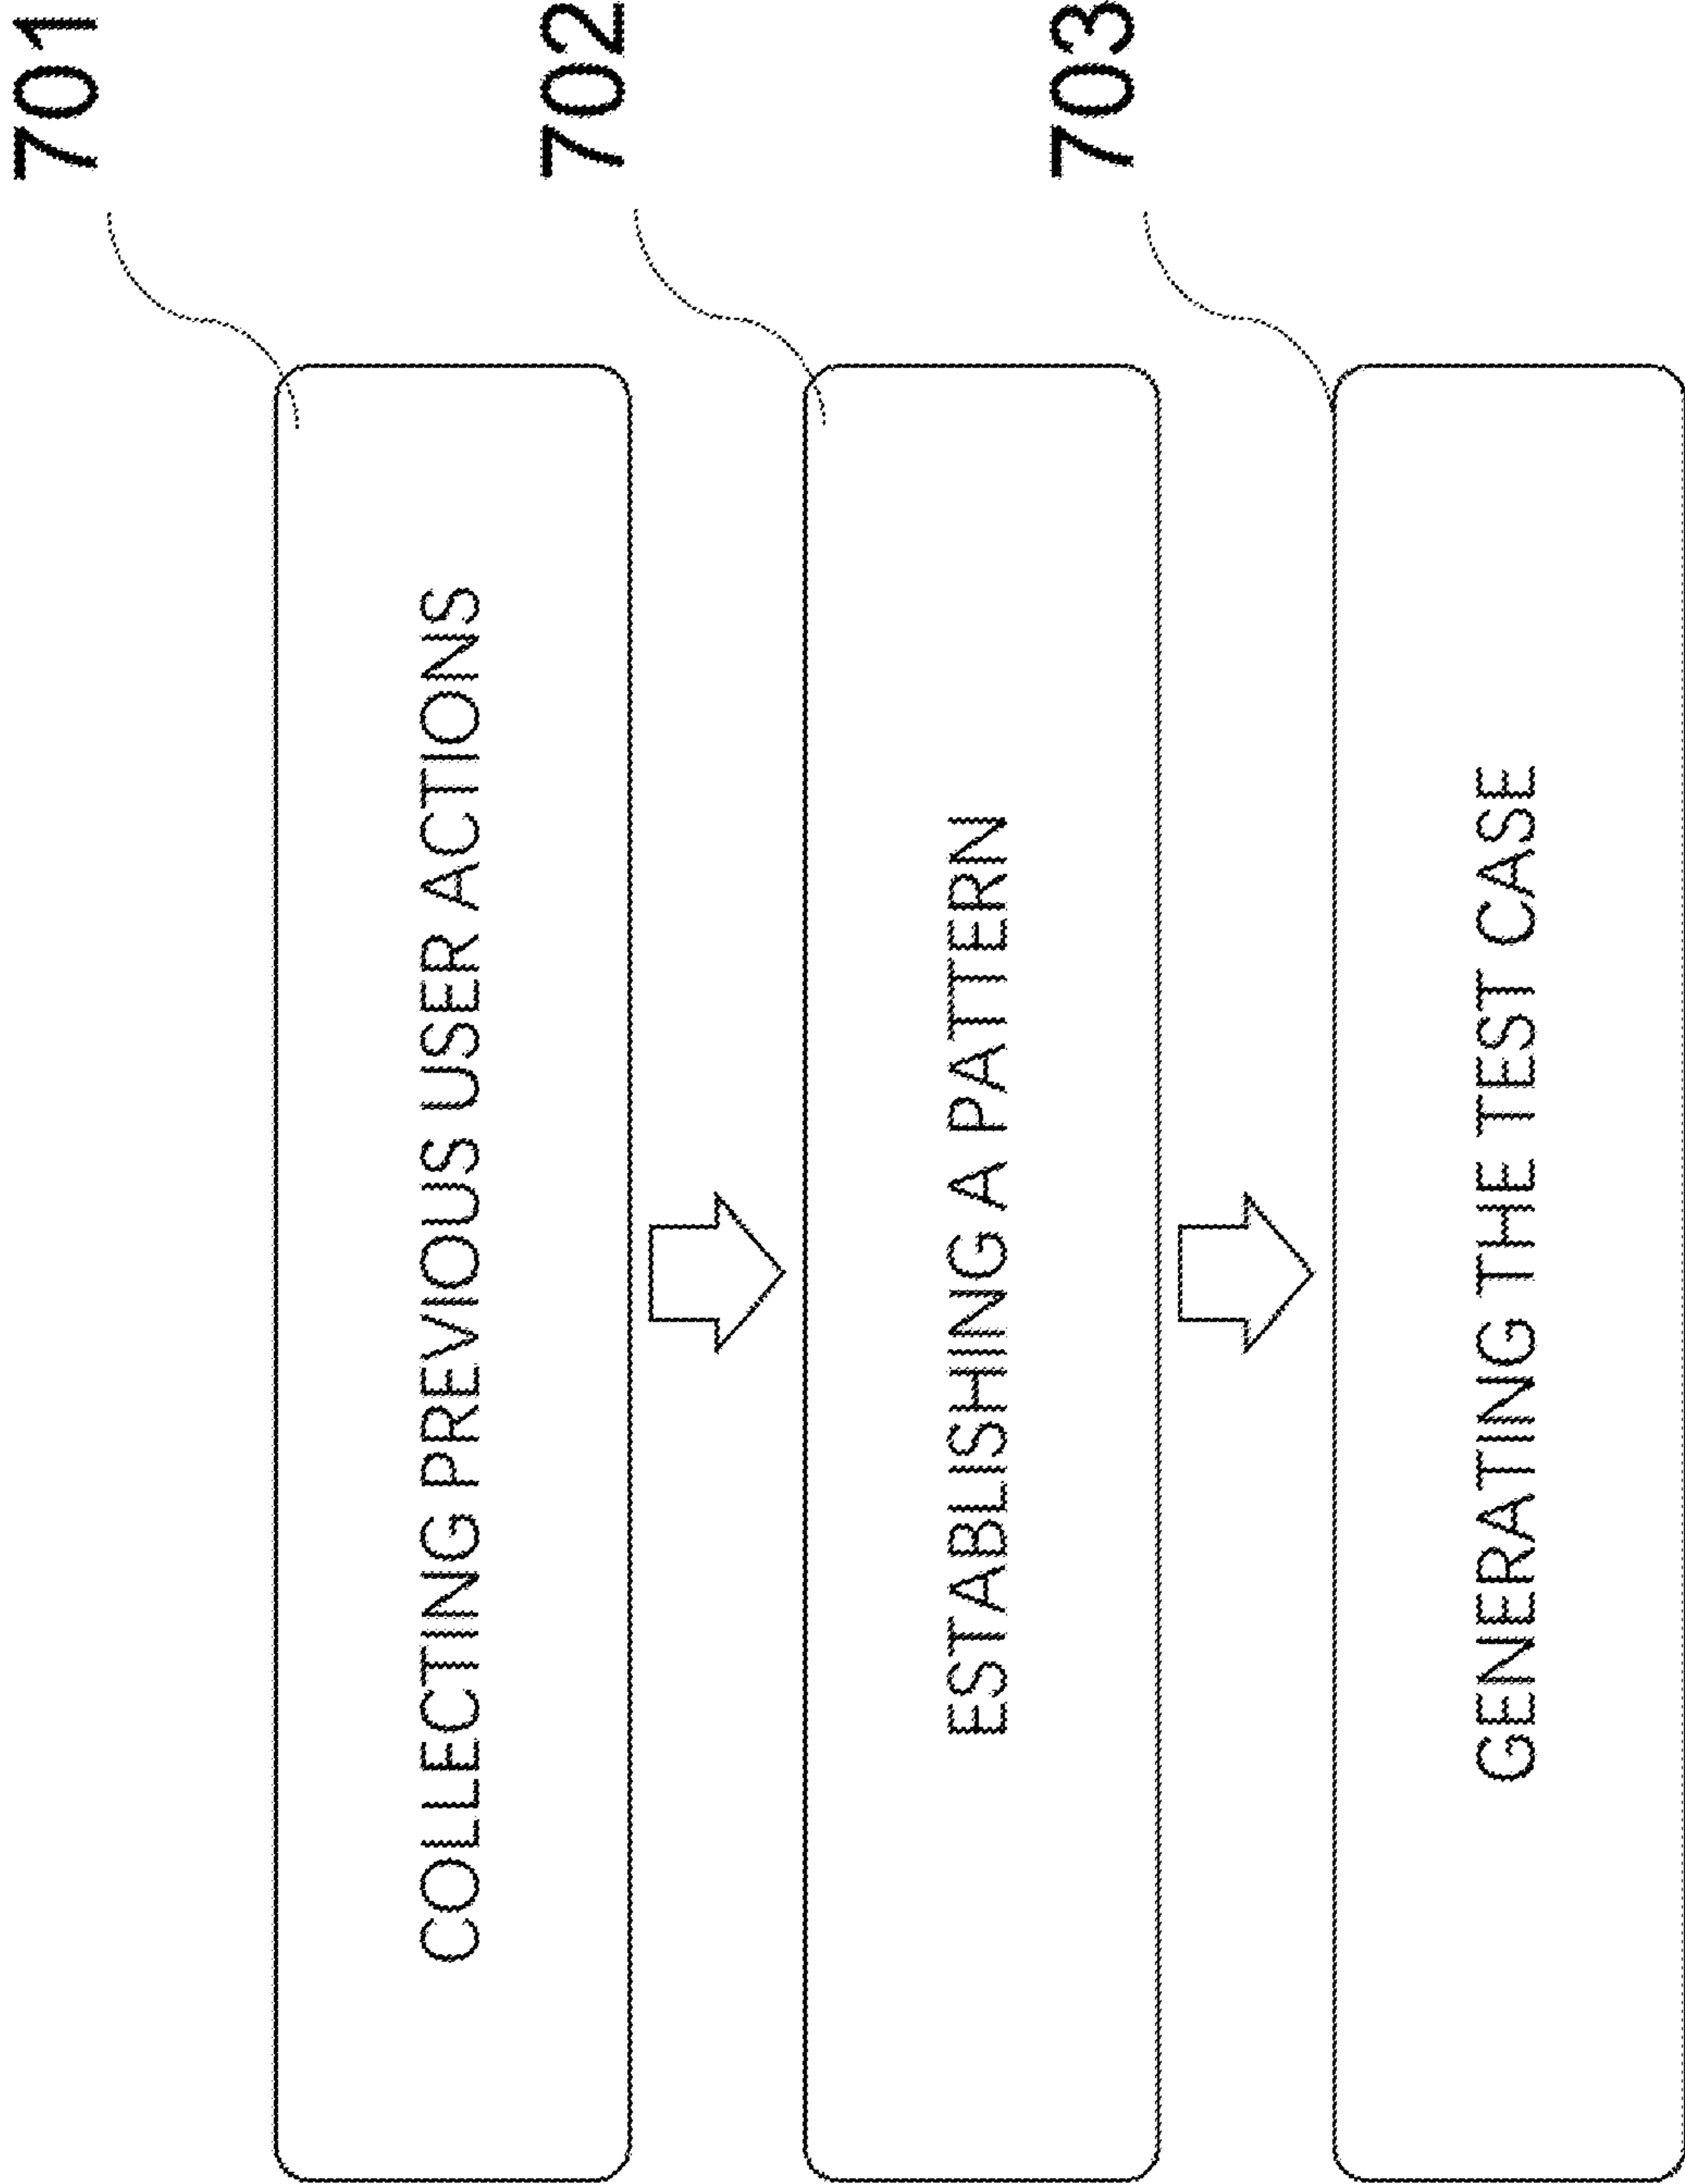 701
COLLECTING PREVIOUS USER ACTIONS
702
ESTABLISHING A PATTERN
703
GENERATING THE TEST CASE